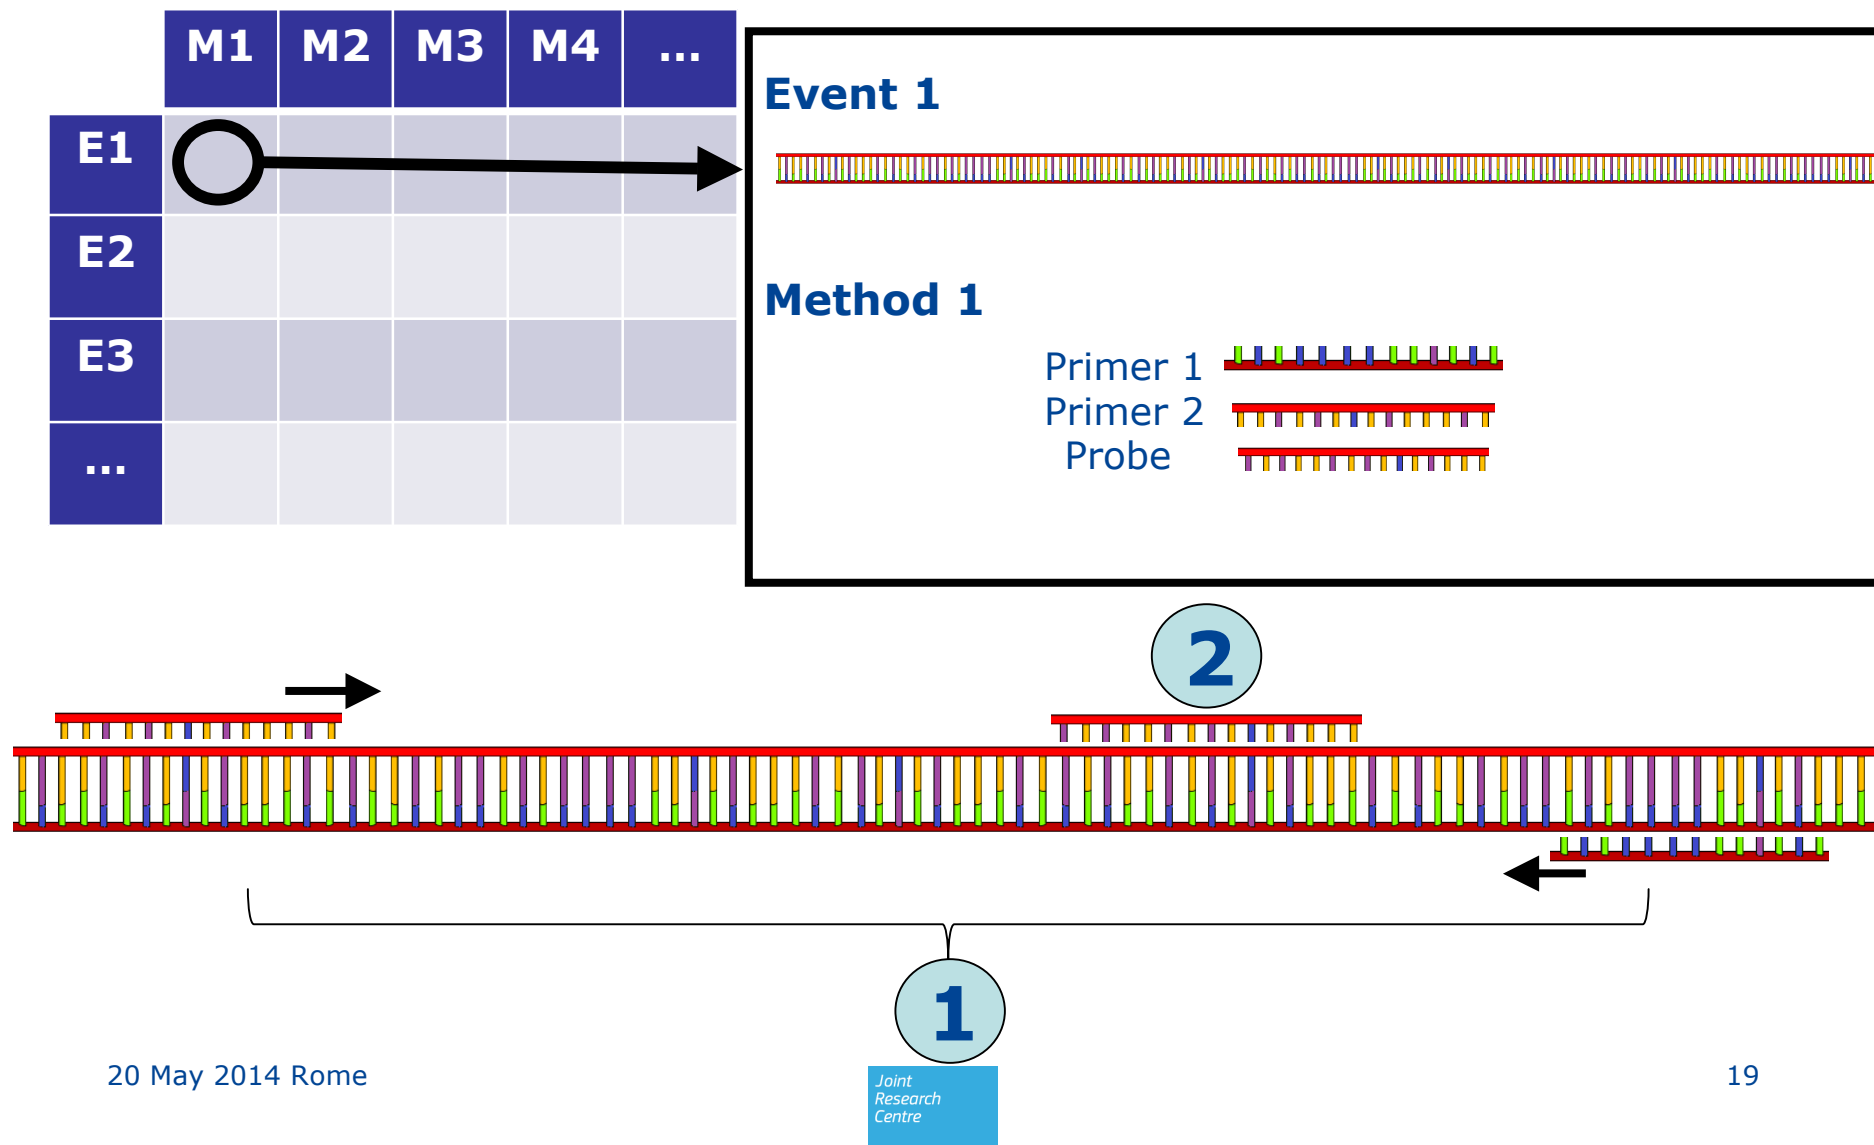 M1 M2 M3 M4 ...
E1
E2
E3
...
Event 1
Method 1
Primer 1
Primer 2
Probe
2
1
20 May 2014 Rome
Joint
Research
Centre
19